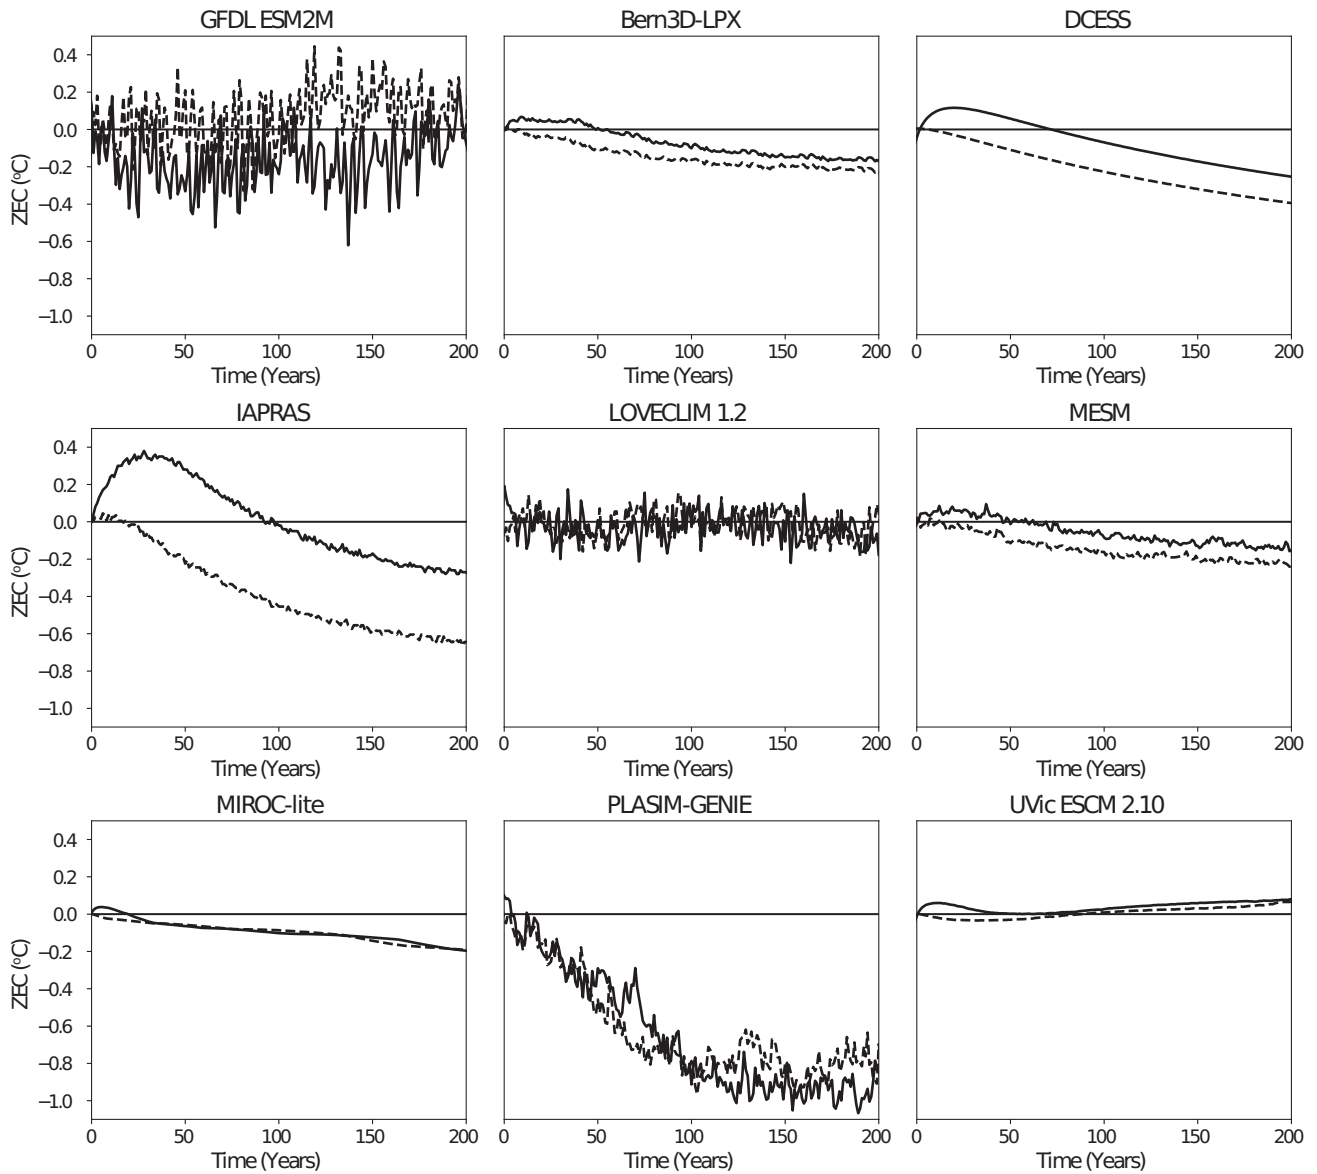 GFDL ESM2M Bern3D-LPX DCESS
0.4
0.2
0.0
−0.2
−0.4
−0.6
−0.8
−1.0
ZEC (°C)
0 50 100 150 200 0 50 100 150 200 0 50 100 150 200
Time (Years) Time (Years) Time (Years)
IAPRAS LOVECLIM 1.2 MESM
0.4
0.2
0.0
−0.2
−0.4
−0.6
−0.8
−1.0
ZEC (°C)
0 50 100 150 200 0 50 100 150 200 0 50 100 150 200
Time (Years) Time (Years) Time (Years)
MIROC-lite PLASIM-GENIE UVic ESCM 2.10
0.4
0.2
0.0
−0.2
−0.4
−0.6
−0.8
−1.0
ZEC (°C)
0 50 100 150 200 0 50 100 150 200 0 50 100 150 200
Time (Years) Time (Years) Time (Years)